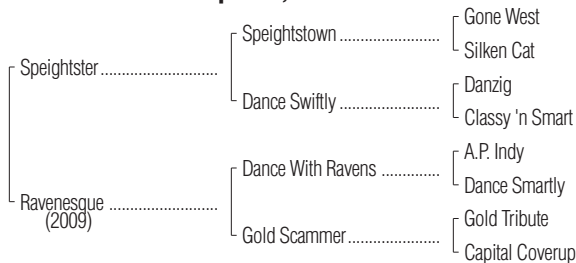 Gone West
Speightstown
Silken Cat
Speightster
Danzig
Dance Swiftly
Classy 'n Smart
A.P. Indy
Dance With Ravens
Dance Smartly
Ravenesque
(2009)
Gold Tribute
Gold Scammer
Capital Coverup